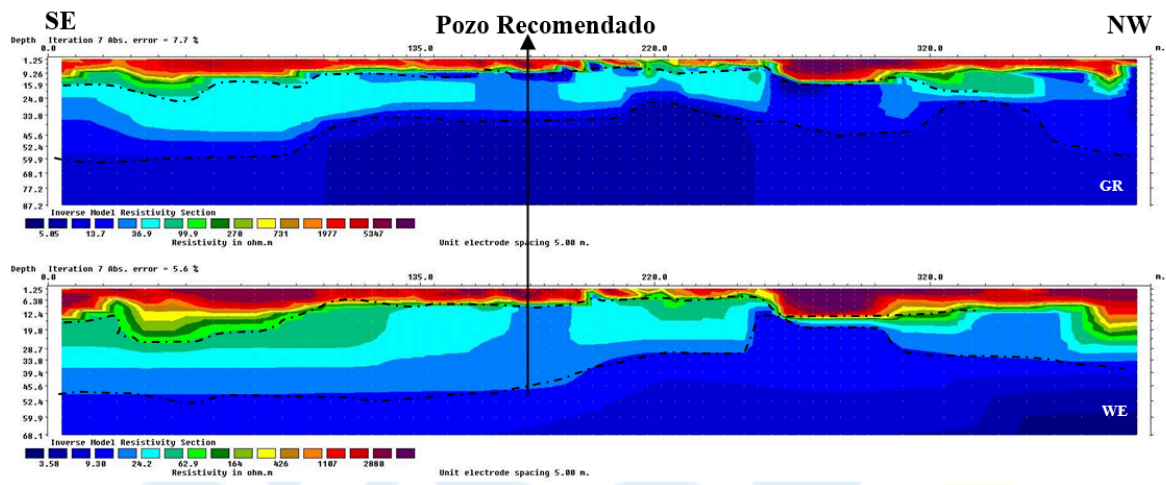 SE Pozo Recomendado NW
Depth Iteration 7 Abs. error = 7.7 %
0.0 135.0 220.0 320.0 m.
1.25
9.26
15.9
24.8
33.8
45.6
52.4
59.9
68.1
77.2
87.2
GR
Inverse Model Resistivity Section
5.05 13.7 36.9 99.9 270 731 1977 5347
Resistivity in ohm.m Unit electrode spacing 5.00 m.
Depth Iteration 7 Abs. error = 5.6 %
0.0 135.0 220.0 320.0 m.
1.25
6.38
12.4
19.8
28.7
33.8
39.4
45.6
52.4
59.9
68.1
WE
Inverse Model Resistivity Section
3.58 9.30 24.2 62.9 164 426 1107 2880
Resistivity in ohm.m Unit electrode spacing 5.00 m.